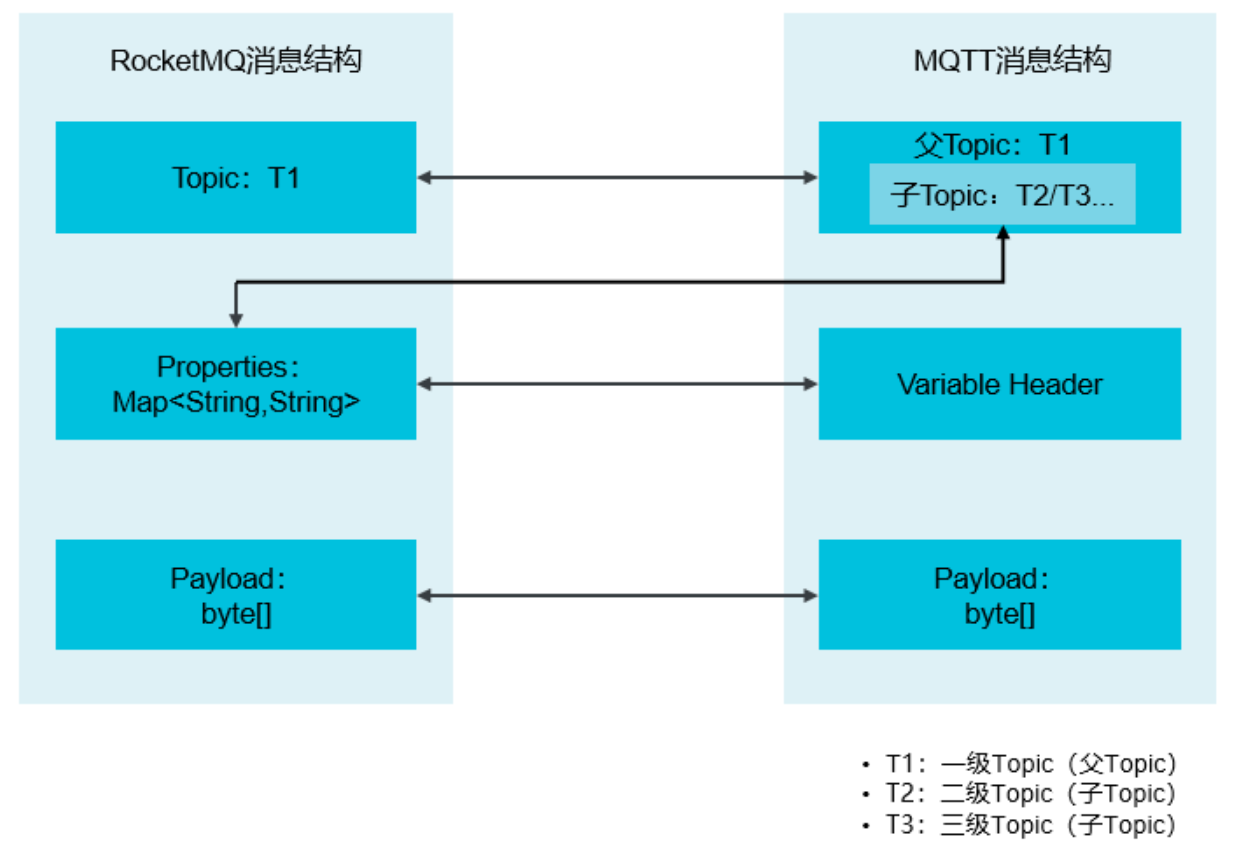 RocketMQ消息结构
MQTT消息结构
Topic：T1
父Topic：T1
子Topic：T2/T3...
Properties：
Map<String,String>
Variable Header
Payload：
byte[]
Payload：
byte[]
• T1：一级Topic（父Topic）
• T2：二级Topic（子Topic）
• T3：三级Topic（子Topic）